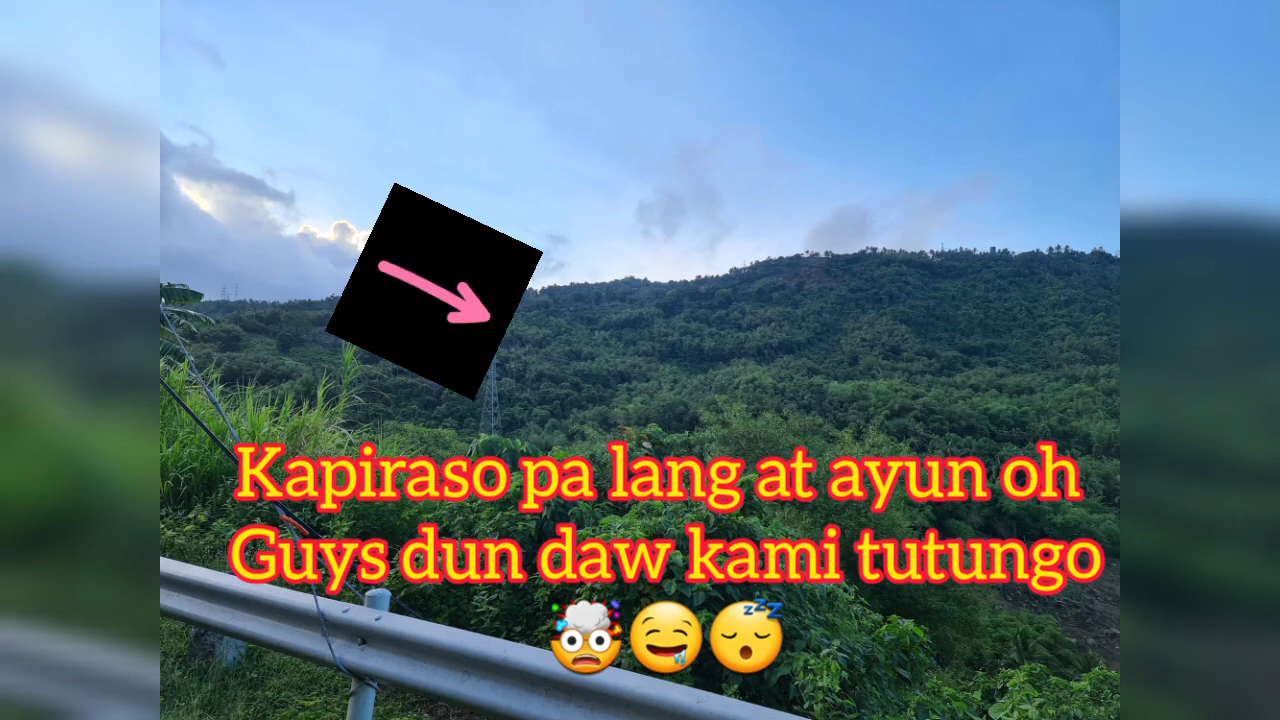 Kapiraso pa lang at ayun oh
Guys dun daw kami tutungo
🤯🤤😴